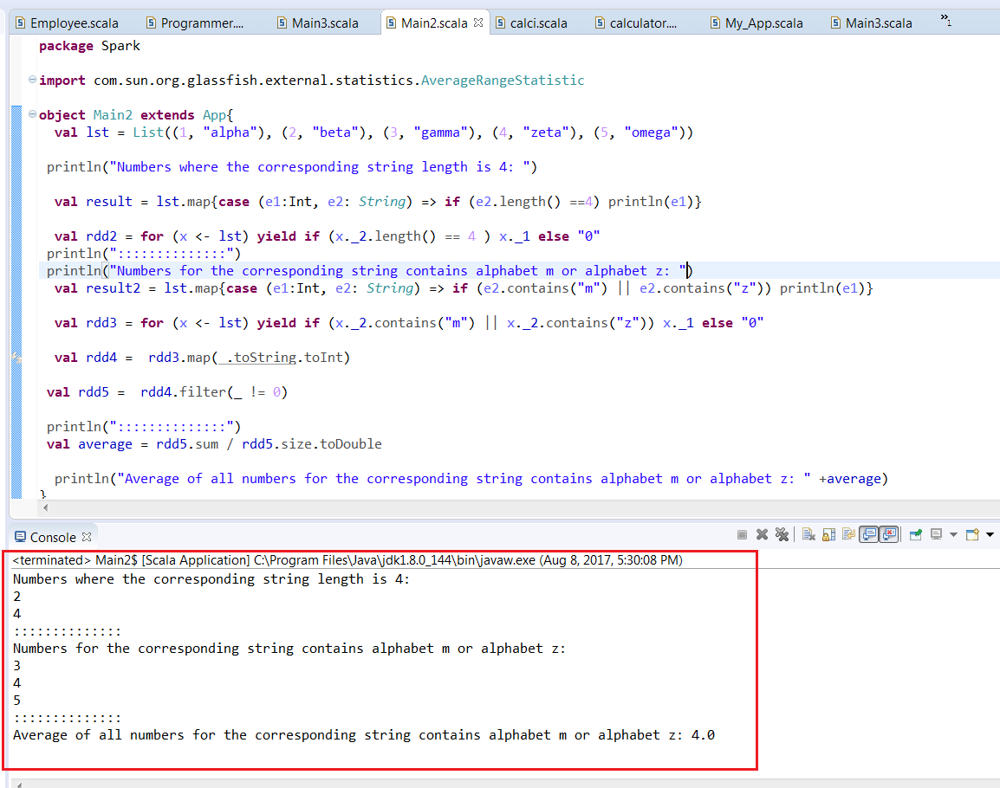 Employee.scala Programmer.... Main3.scala Main2.scala calci.scala calculator.... My_App.scala Main3.scala »1
package Spark
import com.sun.org.glassfish.external.statistics.AverageRangeStatistic
object Main2 extends App{
val lst = List((1, "alpha"), (2, "beta"), (3, "gamma"), (4, "zeta"), (5, "omega"))
println("Numbers where the corresponding string length is 4: ")
val result = lst.map{case (e1:Int, e2: String) => if (e2.length() ==4) println(e1)}
val rdd2 = for (x <- lst) yield if (x._2.length() == 4 ) x._1 else "0"
println("::::::::::::::")
println("Numbers for the corresponding string contains alphabet m or alphabet z: ")
val result2 = lst.map{case (e1:Int, e2: String) => if (e2.contains("m") || e2.contains("z")) println(e1)}
val rdd3 = for (x <- lst) yield if (x._2.contains("m") || x._2.contains("z")) x._1 else "0"
val rdd4 = rdd3.map(_.toString.toInt)
val rdd5 = rdd4.filter(_ != 0)
println("::::::::::::::")
val average = rdd5.sum / rdd5.size.toDouble
println("Average of all numbers for the corresponding string contains alphabet m or alphabet z: " +average)
}
Console
<terminated> Main2$ [Scala Application] C:\Program Files\Java\jdk1.8.0_144\bin\javaw.exe (Aug 8, 2017, 5:30:08 PM)
Numbers where the corresponding string length is 4:
2
4
::::::::::::::
Numbers for the corresponding string contains alphabet m or alphabet z:
3
4
5
::::::::::::::
Average of all numbers for the corresponding string contains alphabet m or alphabet z: 4.0